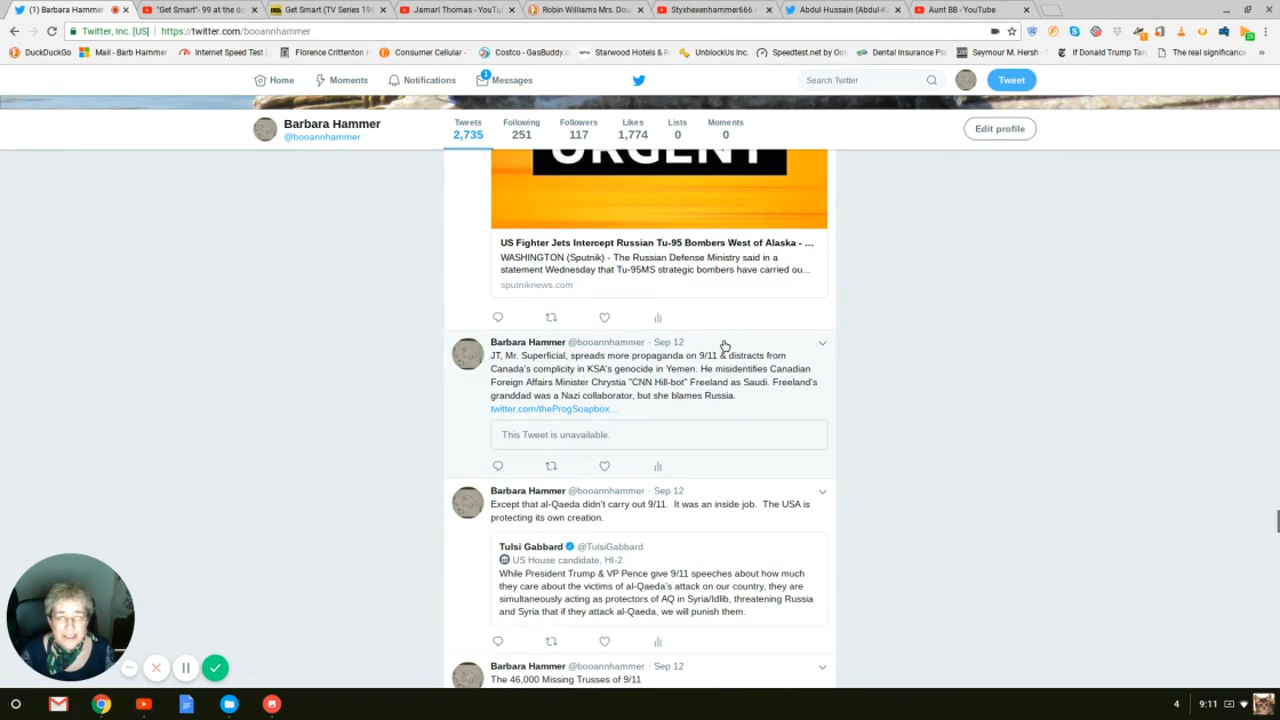 (1) Barbara Hammer
"Get Smart"- 99 at the do
Get Smart (TV Series 196
Jamarl Thomas - YouTu
Robin Williams Mrs. Dou
Styxhexenhammer666 -
Abdul Hussain (Abdul-K
Aunt BB - YouTube
Twitter, Inc. [US] https://twitter.com/booannhammer
DuckDuckGo
Mail - Barb Hammer
Internet Speed Test |
Florence Crittenton H
Consumer Cellular -
Costco - GasBuddy.c
Starwood Hotels & R
UnblockUs Inc.
Speedtest.net by Ook
Dental Insurance Pla
Seymour M. Hersh ·
If Donald Trump Targ
The real significance
»
Home
Moments
Notifications
1
Messages
Search Twitter
Tweet
Barbara Hammer
@booannhammer
Tweets Following Followers Likes Lists Moments
2,735 251 117 1,774 0 0
Edit profile
URGENT
US Fighter Jets Intercept Russian Tu-95 Bombers West of Alaska - ...
WASHINGTON (Sputnik) - The Russian Defense Ministry said in a
statement Wednesday that Tu-95MS strategic bombers have carried ou...
sputniknews.com
Barbara Hammer @booannhammer · Sep 12
JT, Mr. Superficial, spreads more propaganda on 9/11 & distracts from
Canada's complicity in KSA's genocide in Yemen. He misidentifies Canadian
Foreign Affairs Minister Chrystia "CNN Hill-bot" Freeland as Saudi. Freeland's
granddad was a Nazi collaborator, but she blames Russia.
twitter.com/theProgSoapbox...
This Tweet is unavailable.
Barbara Hammer @booannhammer · Sep 12
Except that al-Qaeda didn't carry out 9/11. It was an inside job. The USA is
protecting its own creation.
Tulsi Gabbard @TulsiGabbard
US House candidate, HI-2
While President Trump & VP Pence give 9/11 speeches about how much
they care about the victims of al-Qaeda's attack on our country, they are
simultaneously acting as protectors of AQ in Syria/Idlib, threatening Russia
and Syria that if they attack al-Qaeda, we will punish them.
Barbara Hammer @booannhammer · Sep 12
The 46,000 Missing Trusses of 9/11
4 9:11